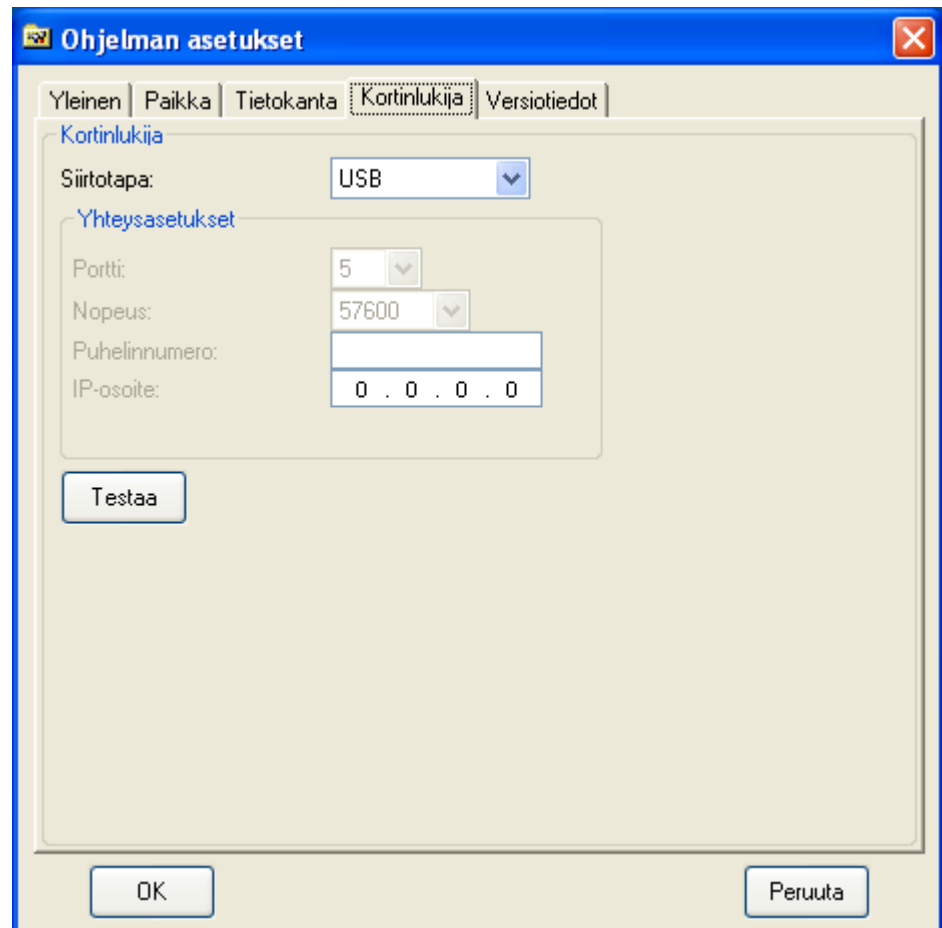 Ohjelman asetukset
Yleinen Paikka Tietokanta Kortinlukija Versiotiedot
Kortinlukija
Siirtotapa: USB
Yhteysasetukset
Portti: 5
Nopeus: 57600
Puhelinnumero:
IP-osoite: 0 . 0 . 0 . 0
Testaa
OK Peruuta